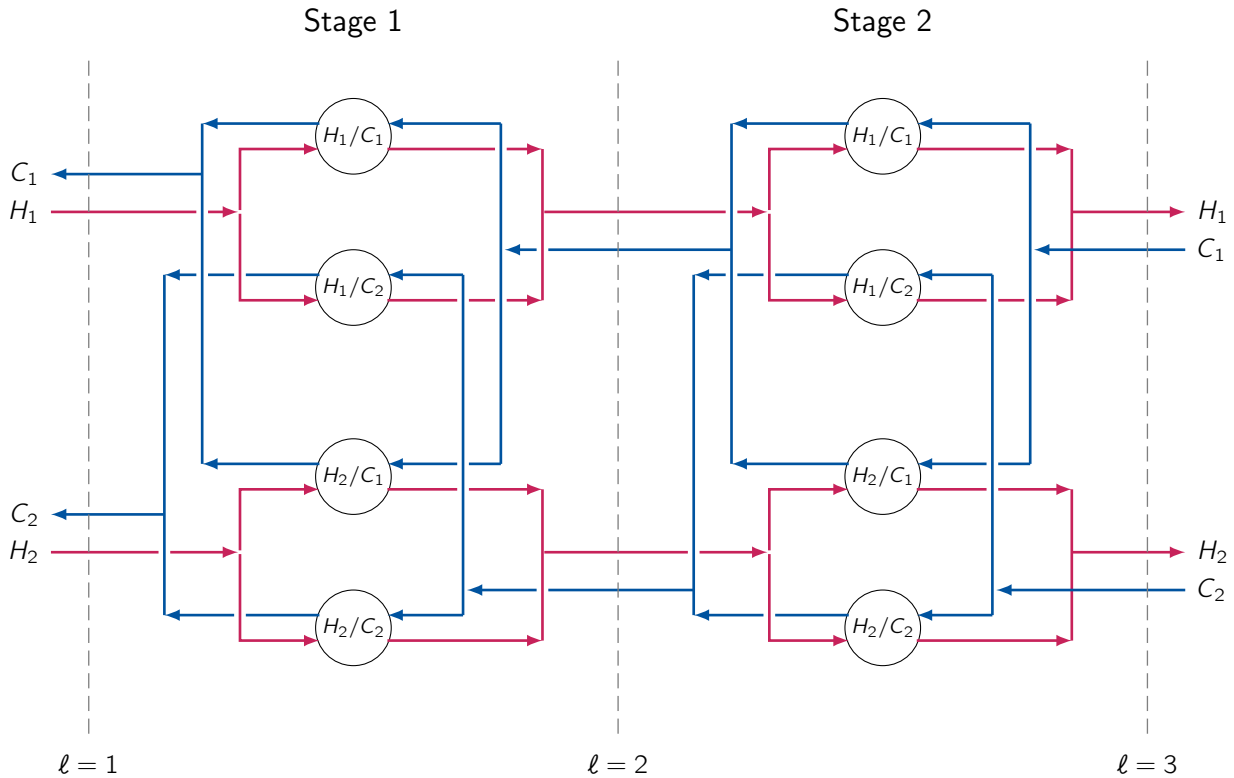 Stage 1 Stage 2
H₁/C₁ H₁/C₁
C₁
H₁ H₁
C₁
H₁/C₂ H₁/C₂
H₂/C₁ H₂/C₁
C₂
H₂ H₂
C₂
H₂/C₂ H₂/C₂
ℓ = 1 ℓ = 2 ℓ = 3